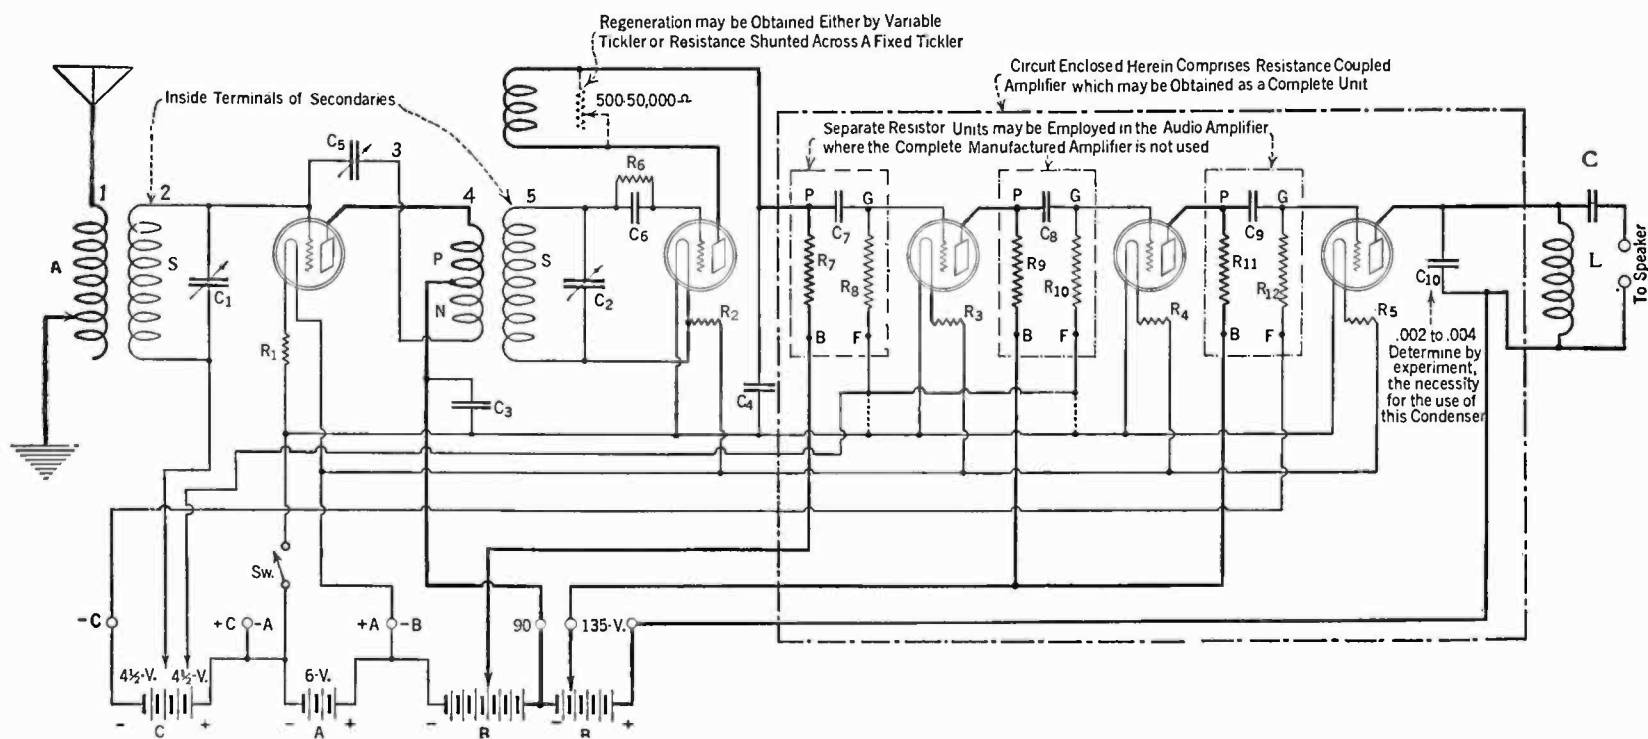 Regeneration may be Obtained Either by Variable
Tickler or Resistance Shunted Across A Fixed Tickler
Circuit Enclosed Herein Comprises Resistance Coupled
Amplifier which may be Obtained as a Complete Unit
Inside Terminals of Secondaries
500-50,000 Ω
Separate Resistor Units may be Employed in the Audio Amplifier
where the Complete Manufactured Amplifier is not used
C5
3
R6
C
1
2
4
5
P
G
P
G
P
G
C6
C7
C8
C9
A
S
C1
P
N
S
C2
R7
R8
R9
R10
R11
R12
C10
L
To Speaker
R1
R2
R3
R4
R5
B
F
B
F
B
F
.002 to .004
Determine by
experiment,
the necessity
for the use of
this Condenser
C3
C4
Sw.
-C
+C
-A
+A
-B
90
135-V.
4½-V.
4½-V.
6-V.
-
C
+
-
A
+
-
B
-
B
+